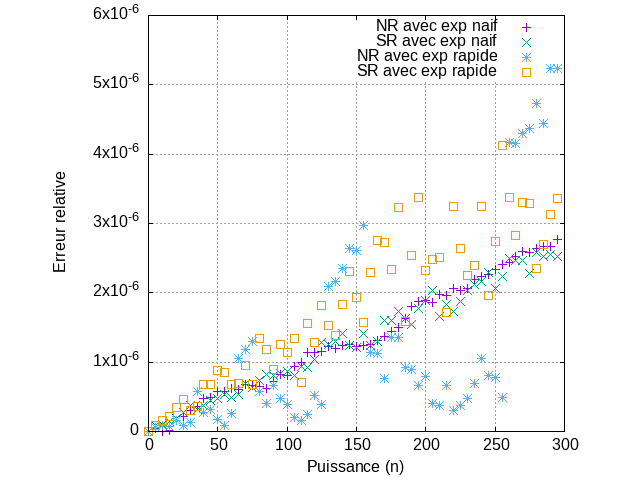 6x10-6
NR avec exp naif
SR avec exp naif
NR avec exp rapide
SR avec exp rapide
5x10-6
4x10-6
3x10-6
2x10-6
1x10-6
0
Erreur relative
0 50 100 150 200 250 300
Puissance (n)